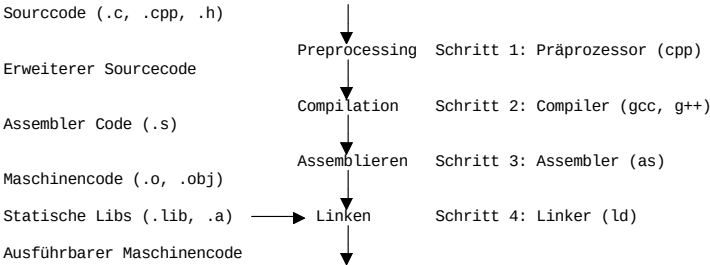 Sourccode (.c, .cpp, .h)
Preprocessing Schritt 1: Präprozessor (cpp)
Erweiterer Sourcecode
Compilation Schritt 2: Compiler (gcc, g++)
Assembler Code (.s)
Assemblieren Schritt 3: Assembler (as)
Maschinencode (.o, .obj)
Statische Libs (.lib, .a) Linken Schritt 4: Linker (ld)
Ausführbarer Maschinencode